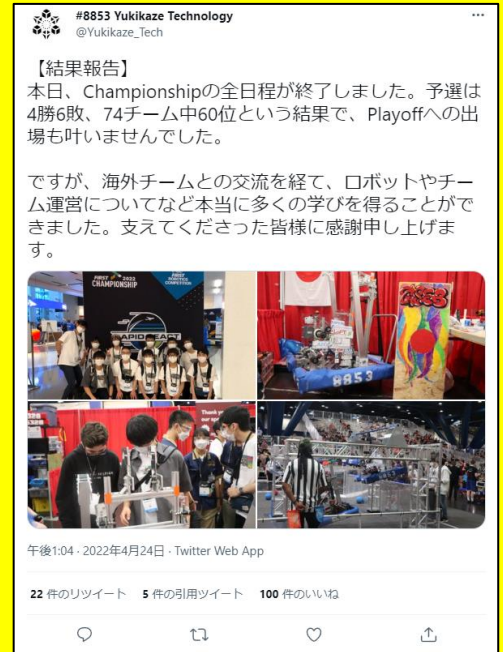 #8853 Yukikaze Technology
@Yukikaze_Tech
【結果報告】
本日、Championshipの全日程が終了しました。予選は
4勝6敗、74チーム中60位という結果で、Playoffへの出
場も叶いませんでした。
ですが、海外チームとの交流を経て、ロボットやチー
ム運営についてなど本当に多くの学びを得ることがで
きました。支えてくださった皆様に感謝申し上げま
す。
FIRST 2022
CHAMPIONSHIP
FIRST
ROBOTICS
COMPETITION
RAPID REACT
8853
Thank you
午後1:04 · 2022年4月24日 · Twitter Web App
22 件のリツイート 5 件の引用ツイート 100 件のいいね